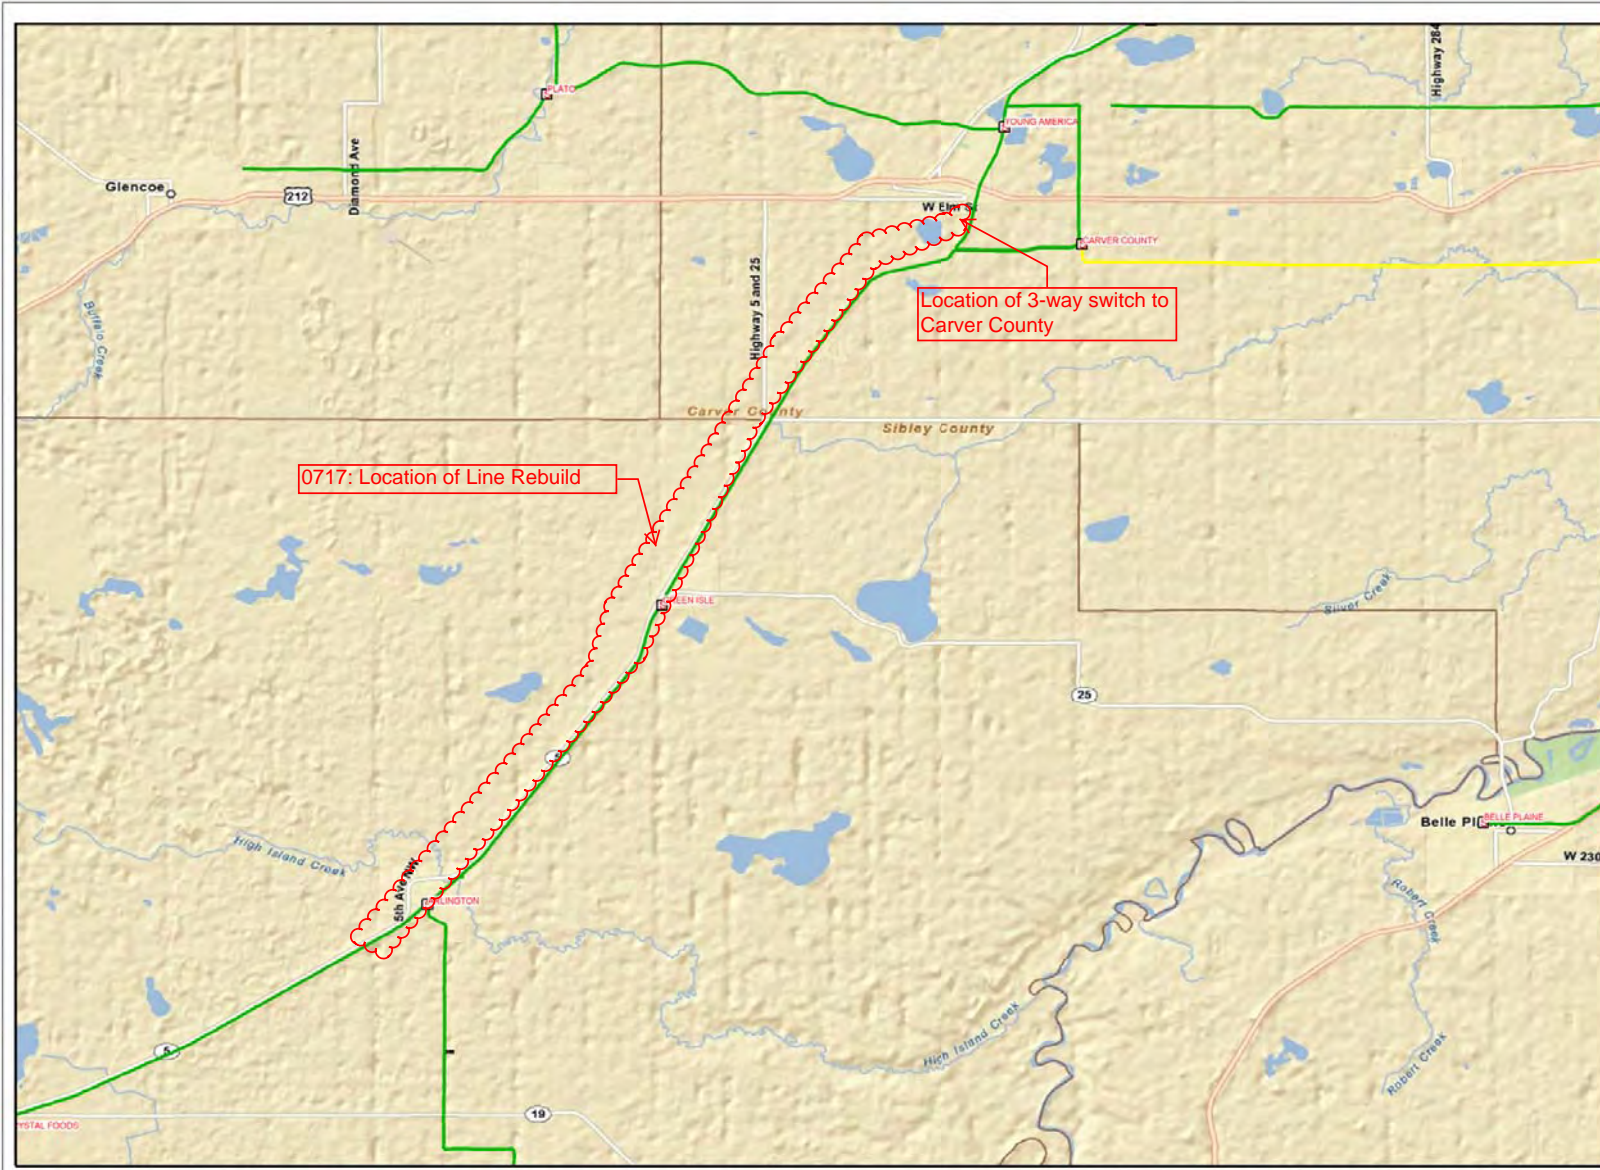 Highway 284
PLATO
YOUNG AMERICA
Diamond Ave
Glencoe
212
W Elm St
CARVER COUNTY
Highway 5 and 25
Location of 3-way switch to
Carver County
Buffalo Creek
Carver County
Sibley County
0717: Location of Line Rebuild
GREEN ISLE
Silver Creek
25
BELLE PLAINE
Belle Pl
W 230
High Island Creek
5th Ave NW
ARLINGTON
Robert Creek
High Island Creek
5
Robert Creek
19
YSTAL FOODS